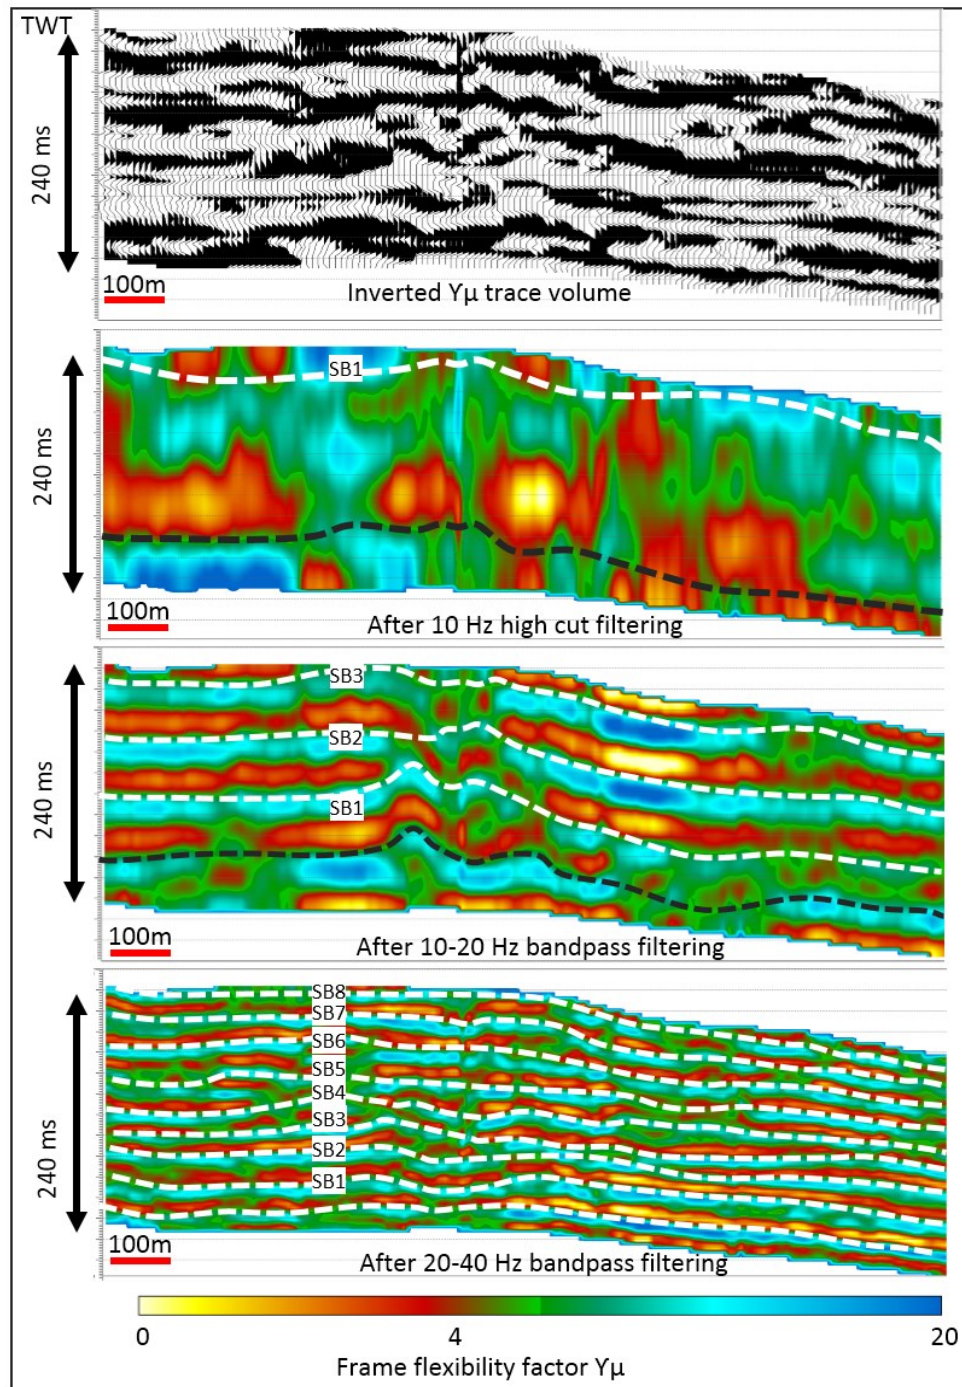 TWT
240 ms
100m
Inverted Yμ trace volume
SB1
240 ms
100m
After 10 Hz high cut filtering
SB3
SB2
SB1
240 ms
100m
After 10-20 Hz bandpass filtering
SB8
SB7
SB6
SB5
SB4
SB3
SB2
SB1
240 ms
100m
After 20-40 Hz bandpass filtering
0 4 20
Frame flexibility factor Yμ